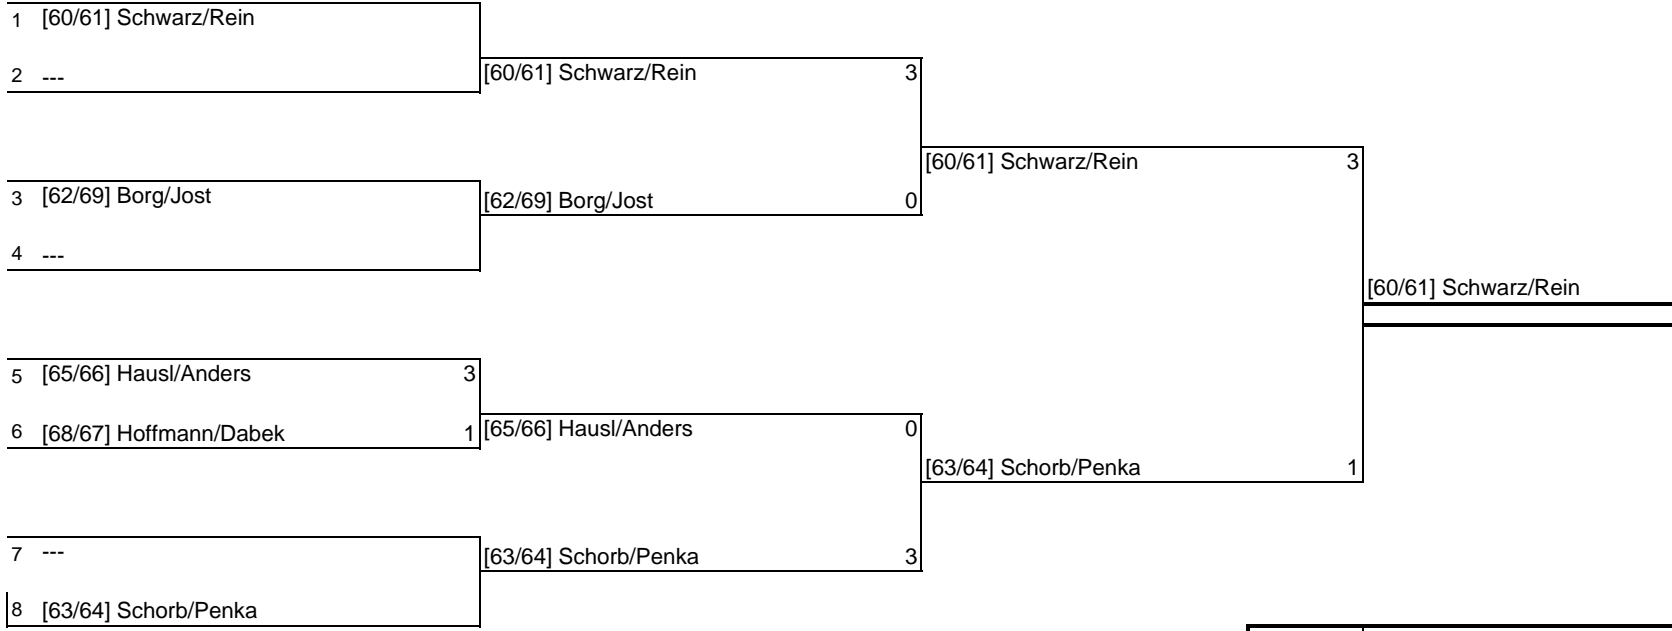 1 [60/61] Schwarz/Rein
2 ---
[60/61] Schwarz/Rein 3
[60/61] Schwarz/Rein 3
3 [62/69] Borg/Jost
[62/69] Borg/Jost 0
4 ---
[60/61] Schwarz/Rein
5 [65/66] Hausl/Anders 3
6 [68/67] Hoffmann/Dabek 1
[65/66] Hausl/Anders 0
[63/64] Schorb/Penka 1
7 ---
[63/64] Schorb/Penka 3
8 [63/64] Schorb/Penka